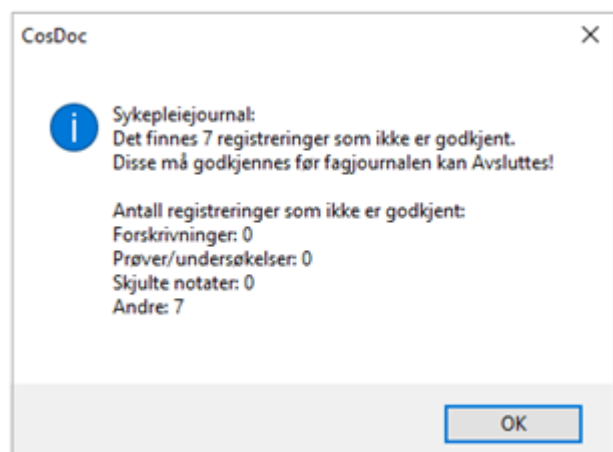 CosDoc
Sykepleiejournal:
Det finnes 7 registreringer som ikke er godkjent.
Disse må godkjennes før fagjournalen kan Avsluttes!
Antall registreringer som ikke er godkjent:
Forskrivninger: 0
Prøver/undersøkelser: 0
Skjulte notater: 0
Andre: 7
OK